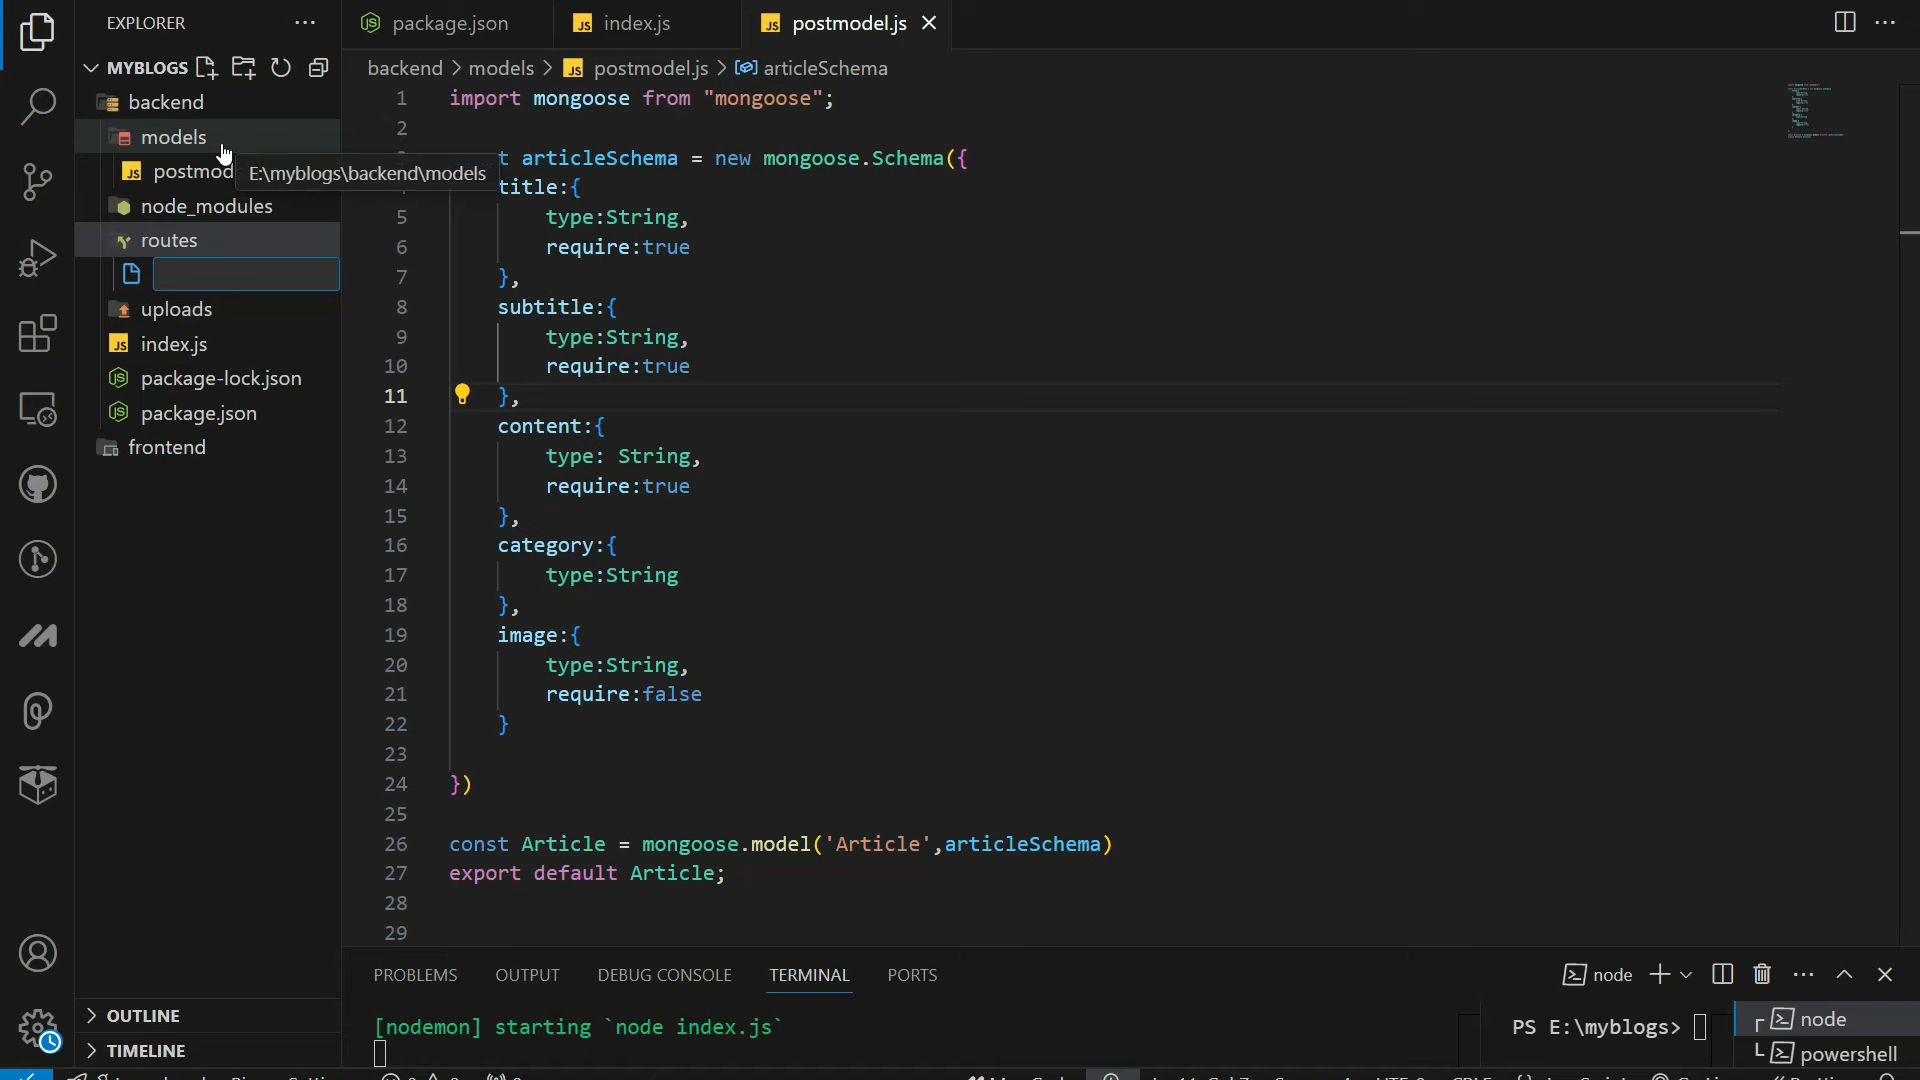 EXPLORER
MYBLOGS
backend
models
postmod
E:\myblogs\backend\models
node_modules
routes
uploads
index.js
package-lock.json
package.json
frontend
OUTLINE
TIMELINE
package.json
index.js
postmodel.js
backend > models > postmodel.js > articleSchema
1 import mongoose from "mongoose";
2
t articleSchema = new mongoose.Schema({
title:{
5 type:String,
6 require:true
7 },
8 subtitle:{
9 type:String,
10 require:true
11 },
12 content:{
13 type: String,
14 require:true
15 },
16 category:{
17 type:String
18 },
19 image:{
20 type:String,
21 require:false
22 }
23
24 })
25
26 const Article = mongoose.model('Article',articleSchema)
27 export default Article;
28
29
PROBLEMS OUTPUT DEBUG CONSOLE TERMINAL PORTS
node
[nodemon] starting `node index.js`
PS E:\myblogs>
node
powershell